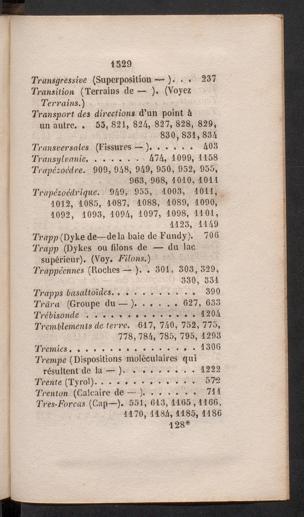 1329
Transgressive (Superposition — ). . . 237
Transition (Terrains de — ). (Voyez
Terrains.)
Transport des directions d'un point à
un autre. . 55, 821, 824, 827, 828, 829,
830, 831, 834
Transversales (Fissures — ). . . . . . 403
Transylvanie. . . . . . . . 474, 1099, 1158
Trapézoèdre. 909, 948, 949, 950, 952, 955,
963, 968, 1010, 1011
Trapézoédrique. 949, 955, 1003, 1011,
1012, 1085, 1087, 1088, 1089, 1090,
1092, 1093, 1094, 1097, 1098, 1101,
1123, 1149
Trapp (Dyke de—de la baie de Fundy). 706
Trapp (Dykes ou filons de — du lac
supérieur). (Voy. Filons.)
Trappéennes (Roches — ). . 301, 303, 329,
330, 331
Trapps basaltoïdes. . . . . . . . . . . 390
Trära (Groupe du — ). . . . . . 627, 633
Trébisonde . . . . . . . . . . . . . . 1204
Tremblements de terre. 617, 740, 752, 775,
778, 784, 785, 795, 1293
Tremies. . . . . . . . . . . . . . . . 1306
Trempe (Dispositions moléculaires qui
résultent de la — ). . . . . . . . . . 1222
Trente (Tyrol). . . . . . . . . . . . . 572
Trenton (Calcaire de — ). . . . . . . . 711
Tres-Forcas (Cap—). 551, 613, 1165, 1166,
1170, 1184, 1185, 1186
128*